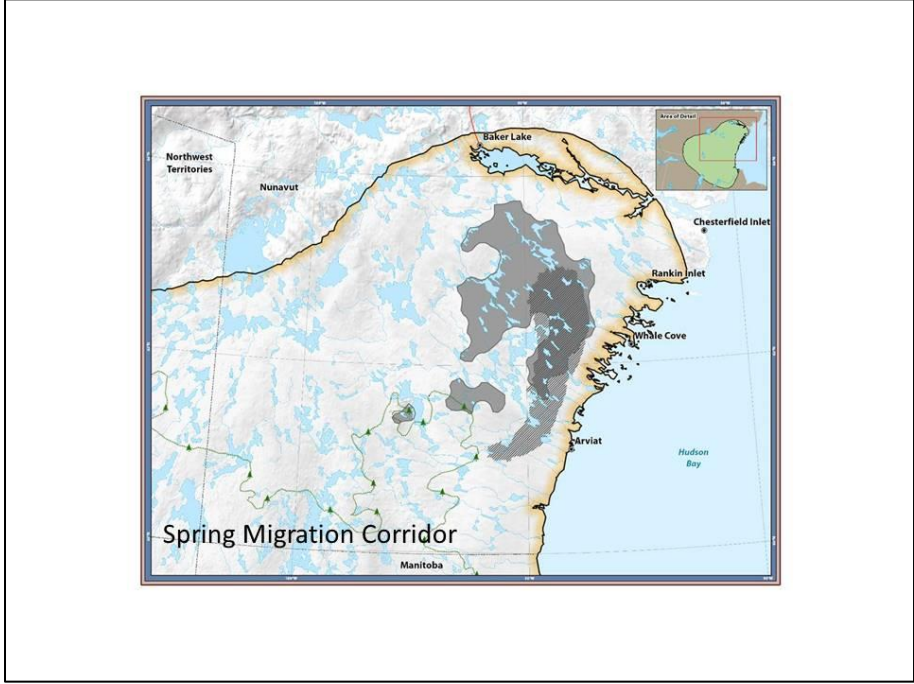 Area of Detail
Baker Lake
Northwest
Territories
Nunavut
Chesterfield Inlet
Rankin Inlet
Whale Cove
Arviat
Hudson
Bay
Spring Migration Corridor
Manitoba